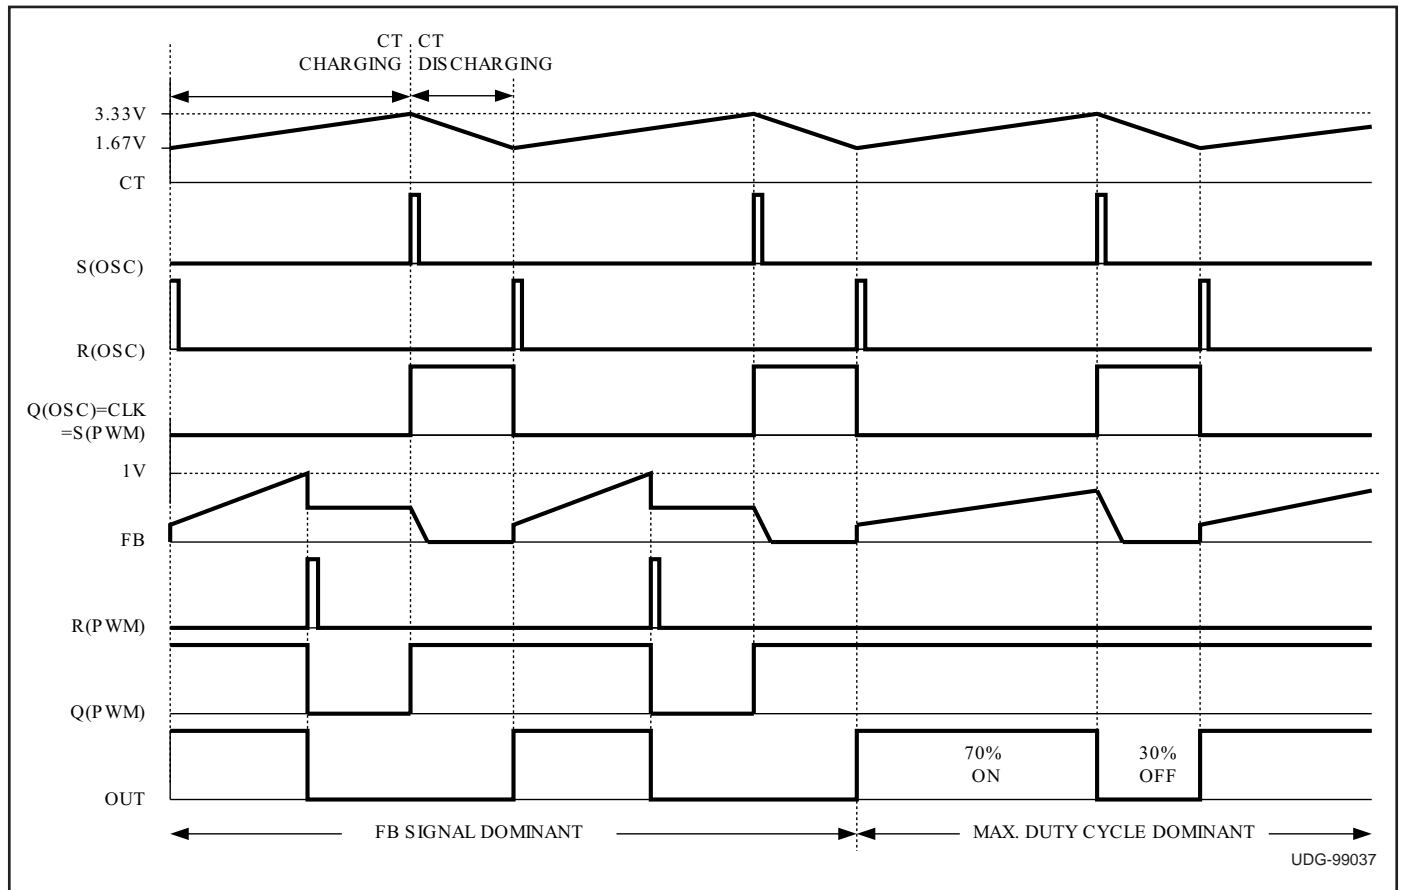 CT
CHARGING
CT
DISCHARGING
3.33V
1.67V
CT
S(OSC)
R(OSC)
Q(OSC)=CLK
=S(PWM)
1V
FB
R(PWM)
Q(PWM)
70%
ON
30%
OFF
OUT
FB SIGNAL DOMINANT
MAX. DUTY CYCLE DOMINANT
UDG-99037